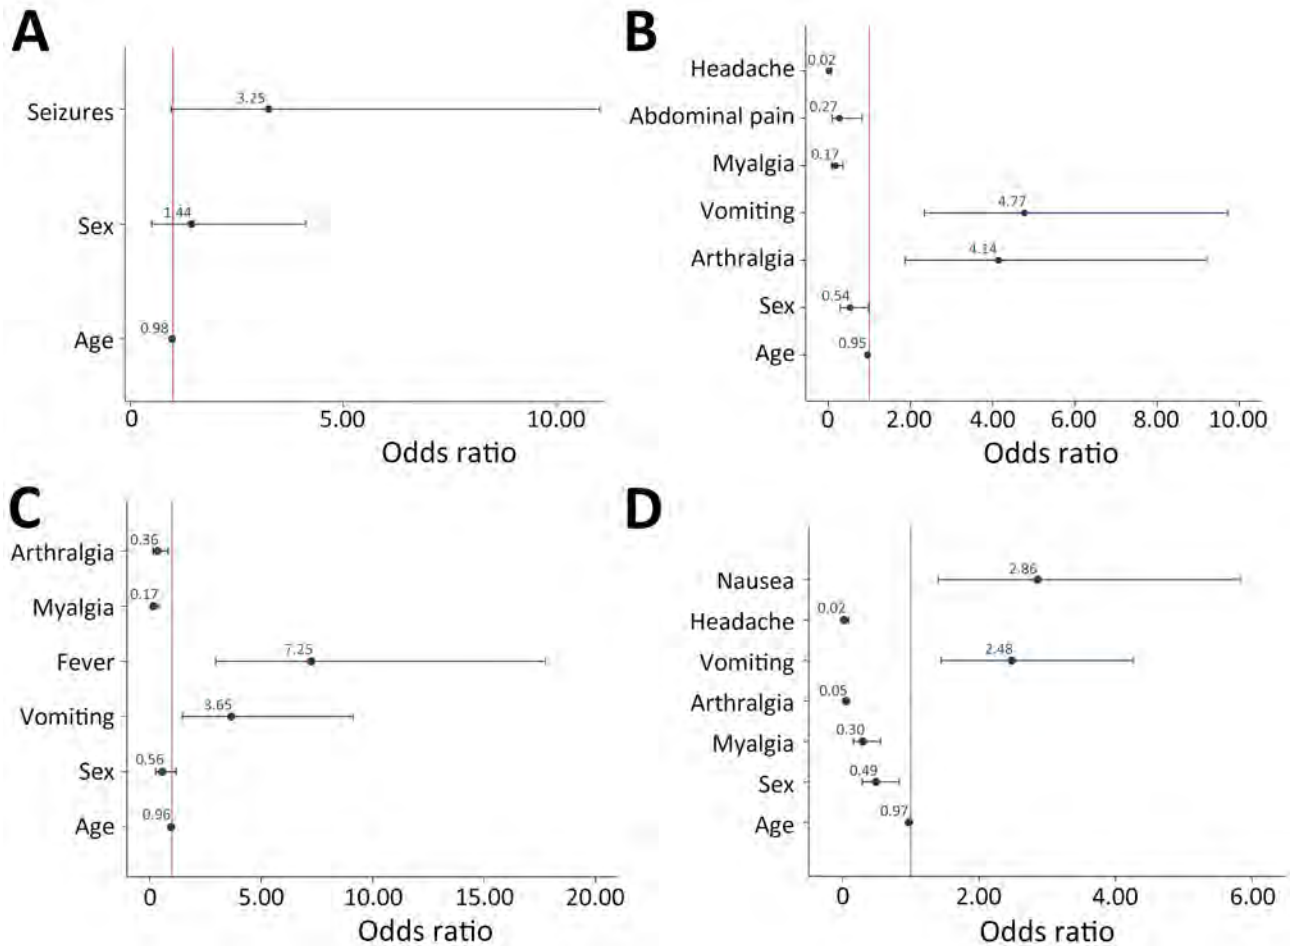 A
Seizures
3.25
Sex
1.44
Age
0.98
0
5.00
10.00
Odds ratio
B
Headache
0.02
Abdominal pain
0.27
Myalgia
0.17
Vomiting
4.77
Arthralgia
4.14
Sex
0.54
Age
0.95
0
2.00
4.00
6.00
8.00
10.00
Odds ratio
C
Arthralgia
0.36
Myalgia
0.17
Fever
7.25
Vomiting
3.65
Sex
0.56
Age
0.96
0
5.00
10.00
15.00
20.00
Odds ratio
D
Nausea
2.86
Headache
0.02
Vomiting
2.48
Arthralgia
0.05
Myalgia
0.30
Sex
0.49
Age
0.97
0
2.00
4.00
6.00
Odds ratio